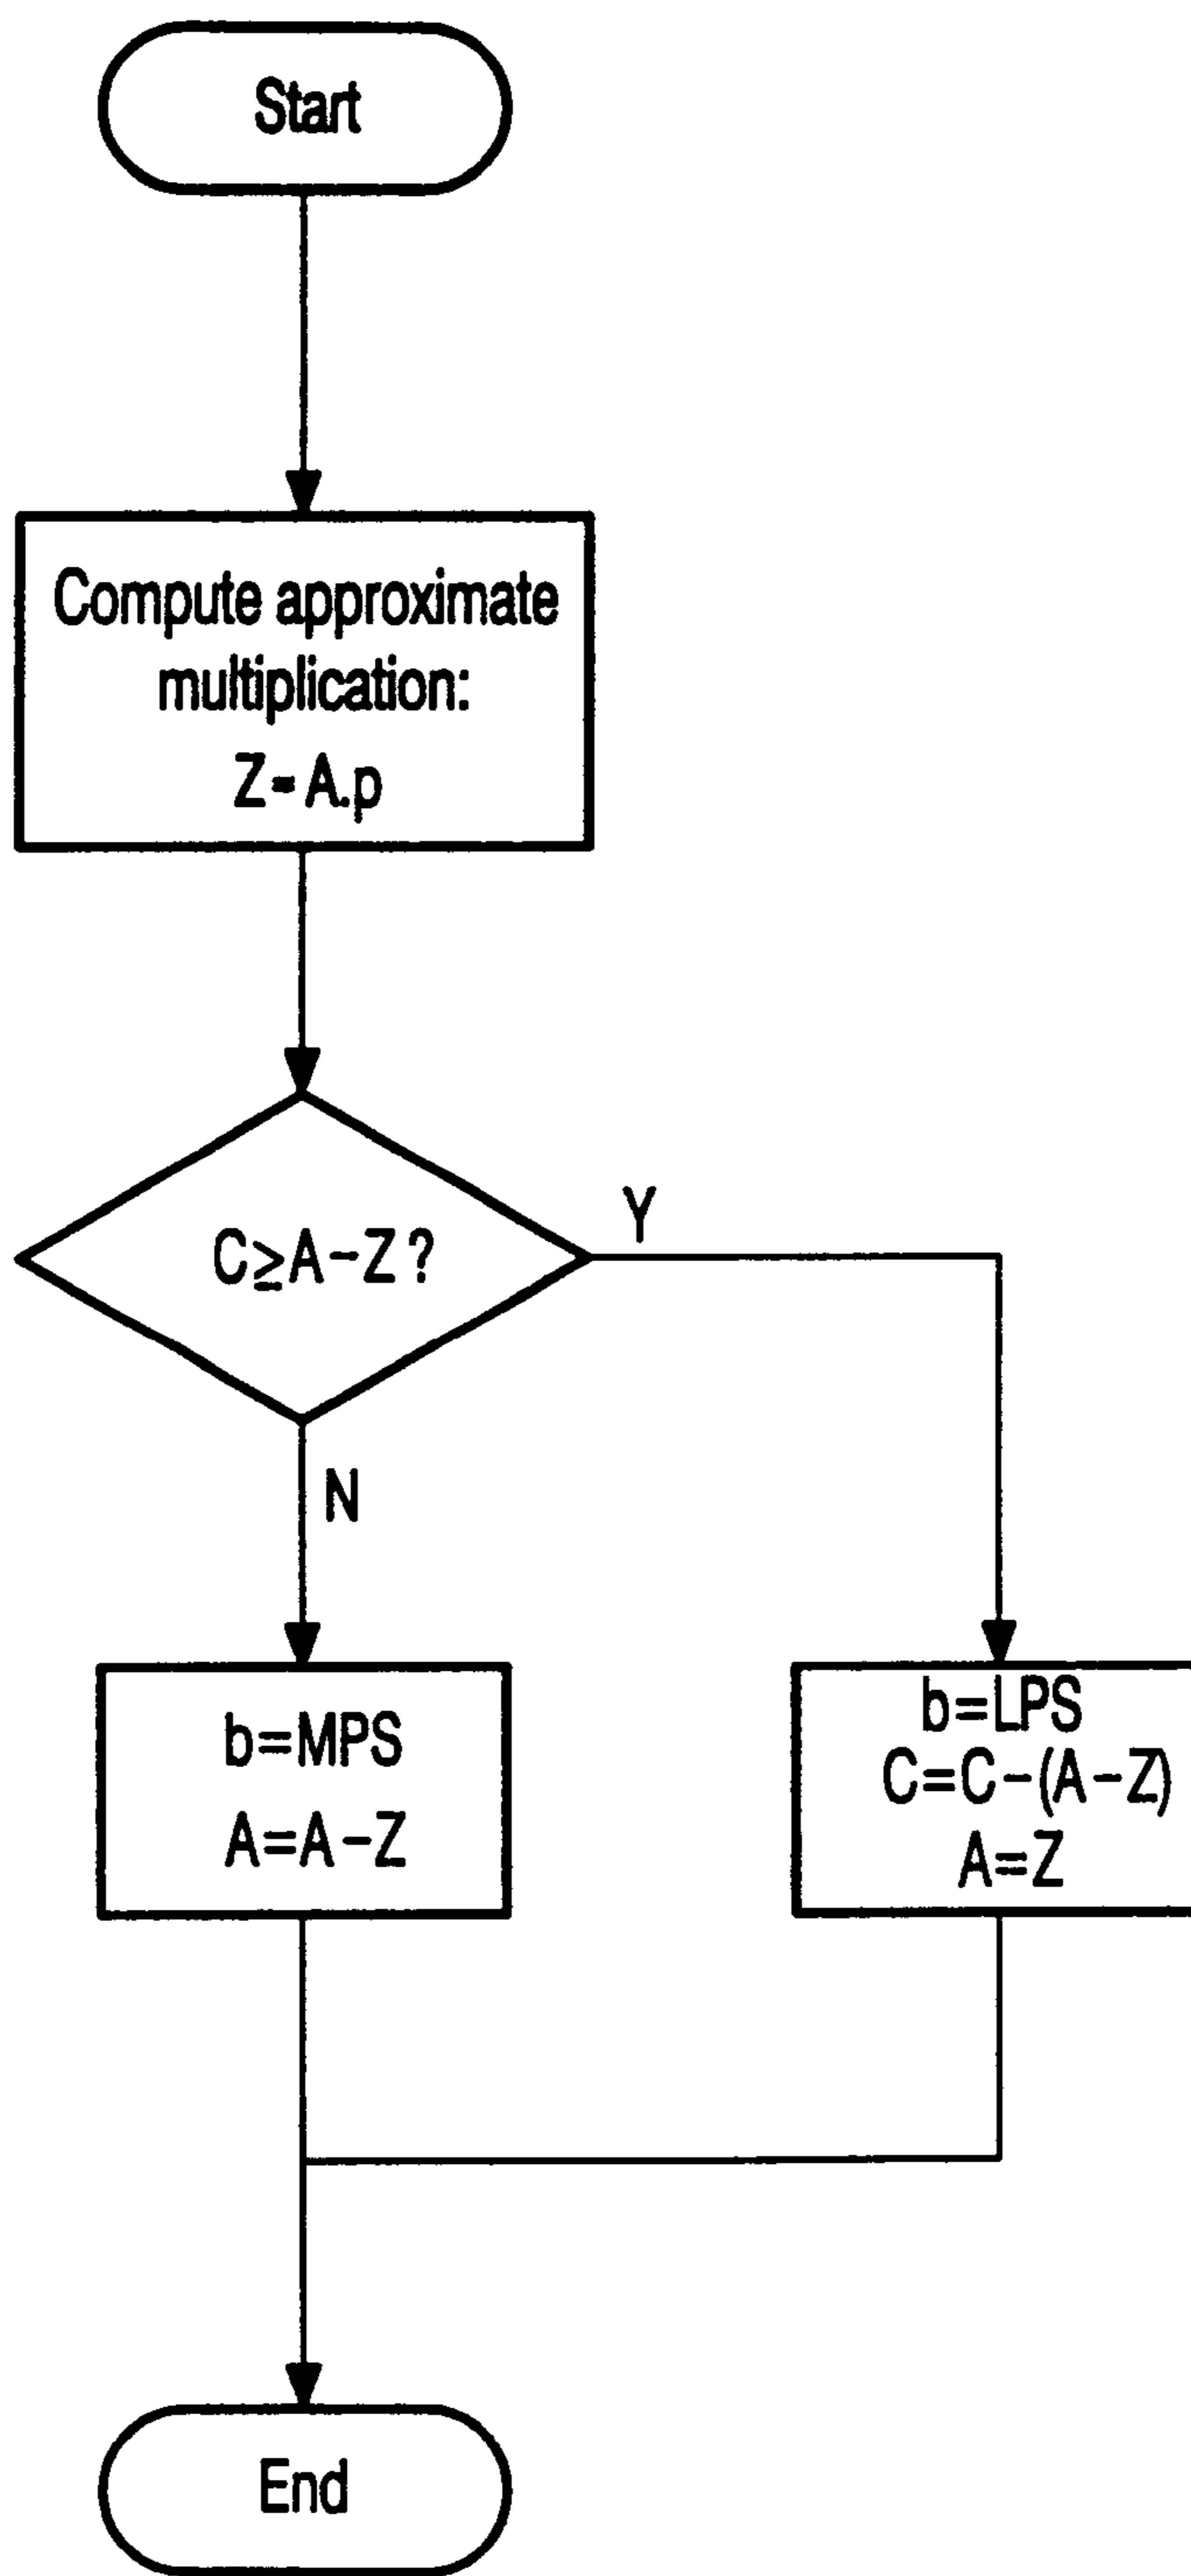 Start
Compute approximate
multiplication:
Z=A.p
C≥A-Z?
Y
N
b=MPS
A=A-Z
b=LPS
C=C-(A-Z)
A=Z
End